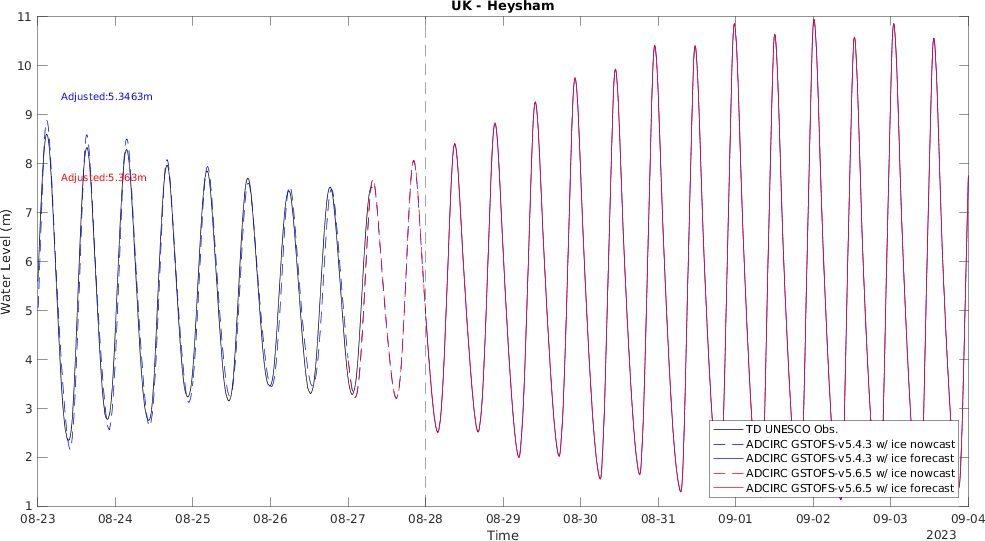 UK - Heysham
11
10
9
8
7
6
5
4
3
2
1
Water Level (m)
Adjusted:5.3463m
Adjusted:5.363m
TD UNESCO Obs.
ADCIRC GSTOFS-v5.4.3 w/ ice nowcast
ADCIRC GSTOFS-v5.4.3 w/ ice forecast
ADCIRC GSTOFS-v5.6.5 w/ ice nowcast
ADCIRC GSTOFS-v5.6.5 w/ ice forecast
08-23 08-24 08-25 08-26 08-27 08-28 08-29 08-30 08-31 09-01 09-02 09-03 09-04
Time
2023